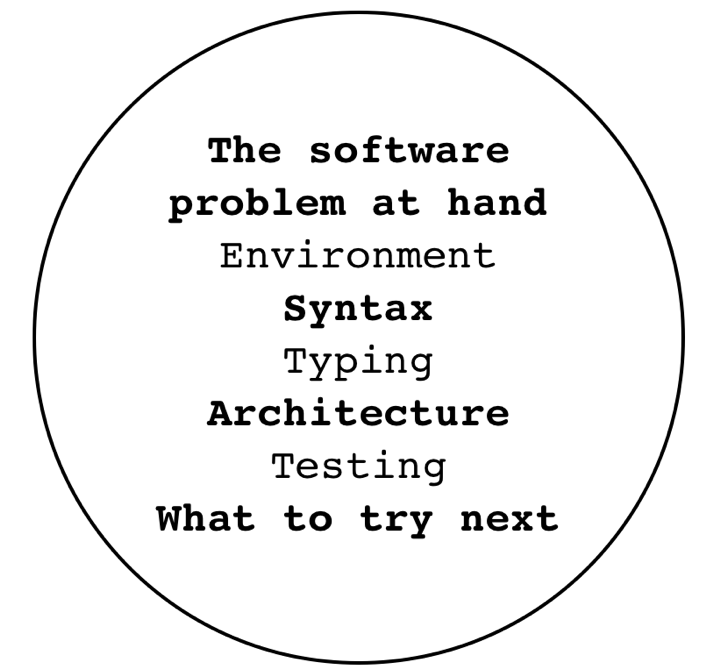 The software
problem at hand
Environment
Syntax
Typing
Architecture
Testing
What to try next